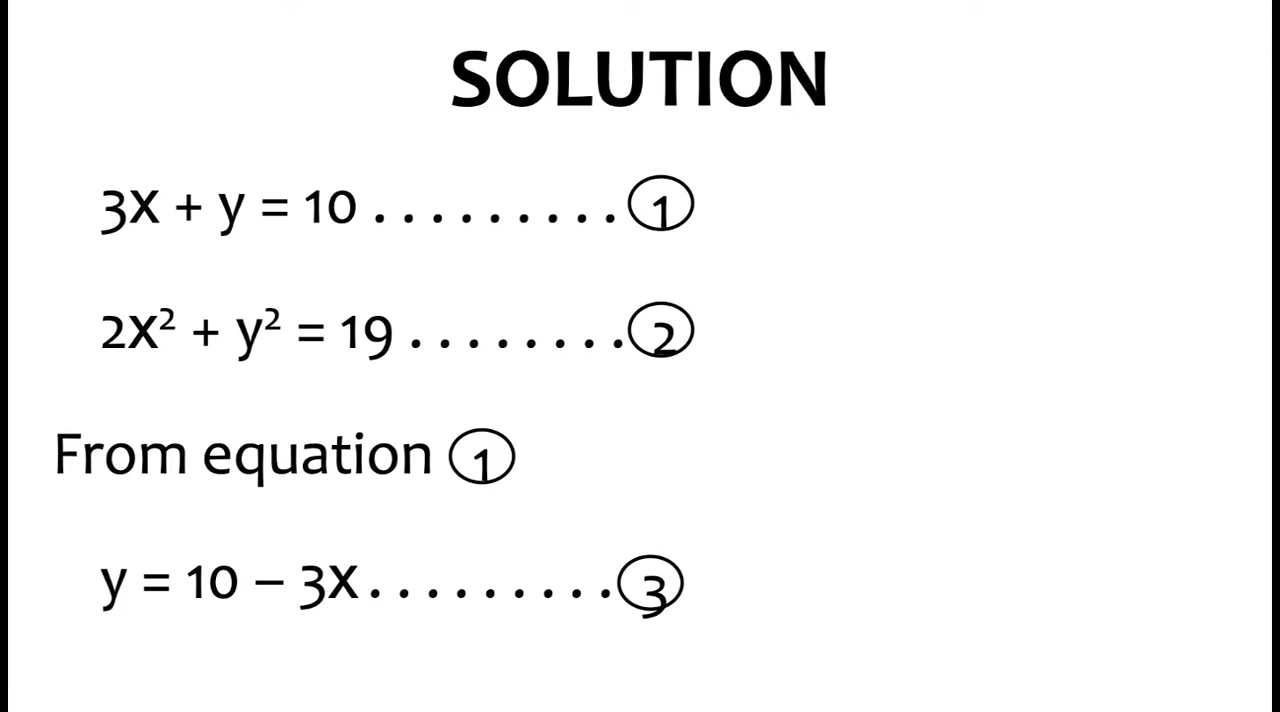 SOLUTION
3x + y = 10 . . . . . . . . . 1
2x² + y² = 19 . . . . . . . . 2
From equation 1
y = 10 – 3x . . . . . . . . . 3